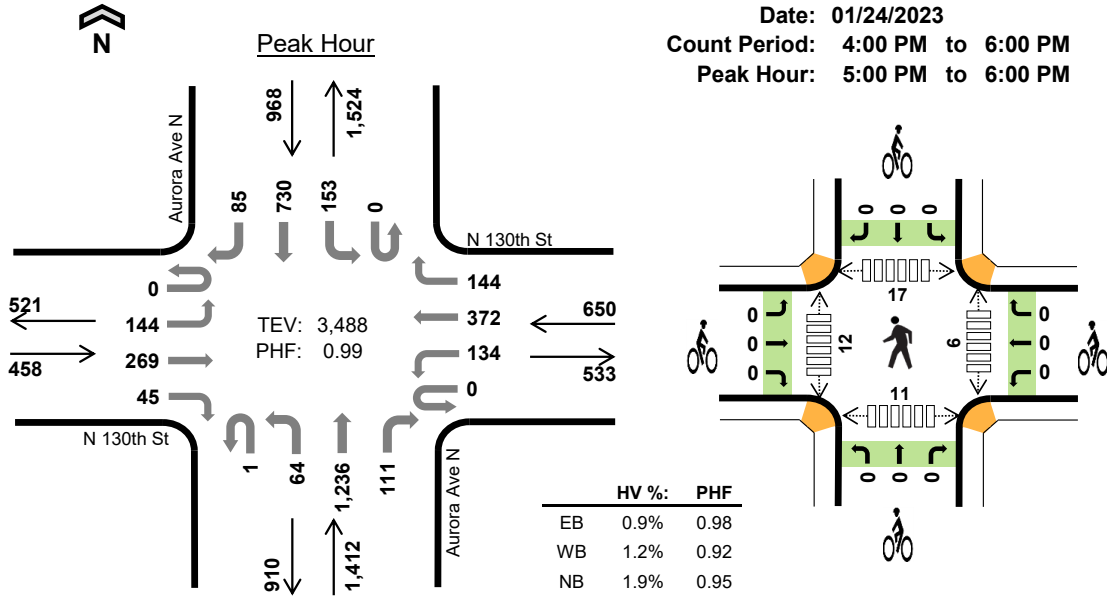 N
Peak Hour
Date: 01/24/2023
Count Period: 4:00 PM to 6:00 PM
Peak Hour: 5:00 PM to 6:00 PM
968
1,524
Aurora Ave N
85
730
153
0
N 130th St
0
144
269
45
521
458
TEV: 3,488
PHF: 0.99
144
372
134
0
650
533
N 130th St
1
64
1,236
111
Aurora Ave N
910
1,412
0 0 0
17
0
0
0
12
6
0
0
0
11
0 0 0
HV %: PHF
EB 0.9% 0.98
WB 1.2% 0.92
NB 1.9% 0.95